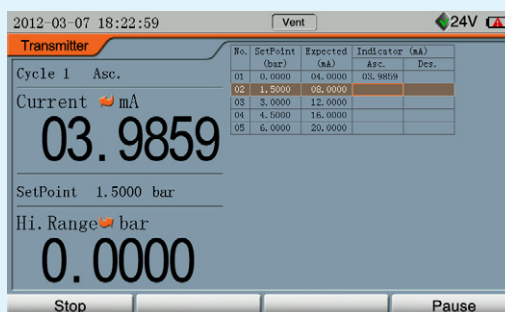 2012-03-07 18:22:59 Vent 24V
Transmitter
Cycle 1 Asc.
Current mA
03.9859
SetPoint 1.5000 bar
Hi.Range bar
0.0000
No. SetPoint Expected Indicator (mA)
(bar) (mA) Asc. Des.
01 0.0000 04.0000 03.9859
02 1.5000 08.0000
03 3.0000 12.0000
04 4.5000 16.0000
05 6.0000 20.0000
Stop Pause